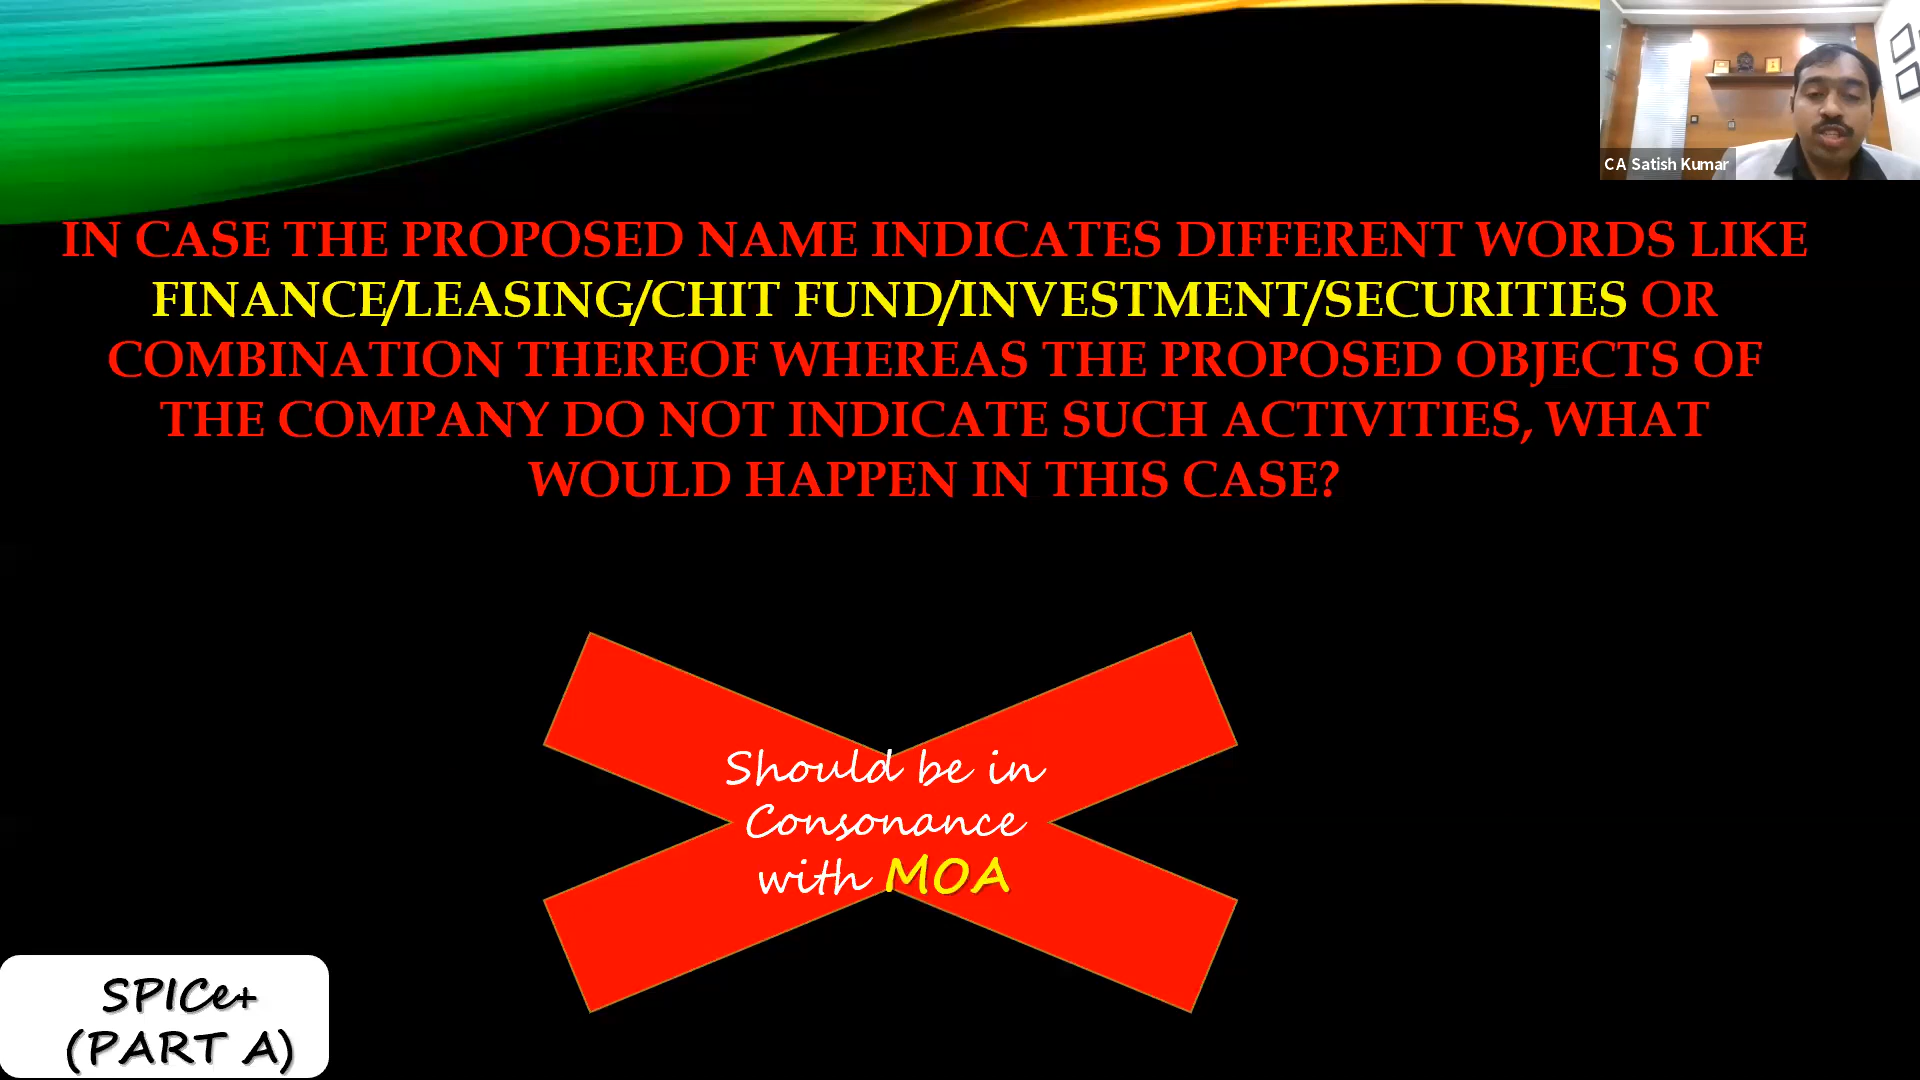 CA Satish Kumar
IN CASE THE PROPOSED NAME INDICATES DIFFERENT WORDS LIKE
FINANCE/LEASING/CHIT FUND/INVESTMENT/SECURITIES OR
COMBINATION THEREOF WHEREAS THE PROPOSED OBJECTS OF
THE COMPANY DO NOT INDICATE SUCH ACTIVITIES, WHAT
WOULD HAPPEN IN THIS CASE?
Should be in
Consonance
with MOA
SPICe+
(PART A)